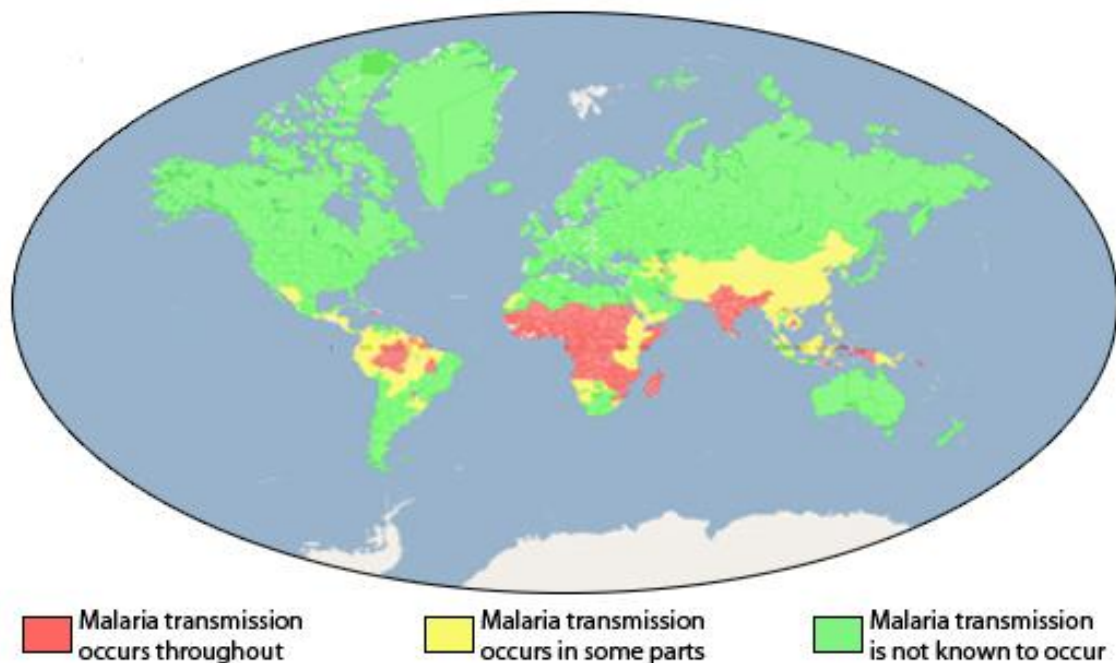 Malaria transmission
occurs throughout
Malaria transmission
occurs in some parts
Malaria transmission
is not known to occur